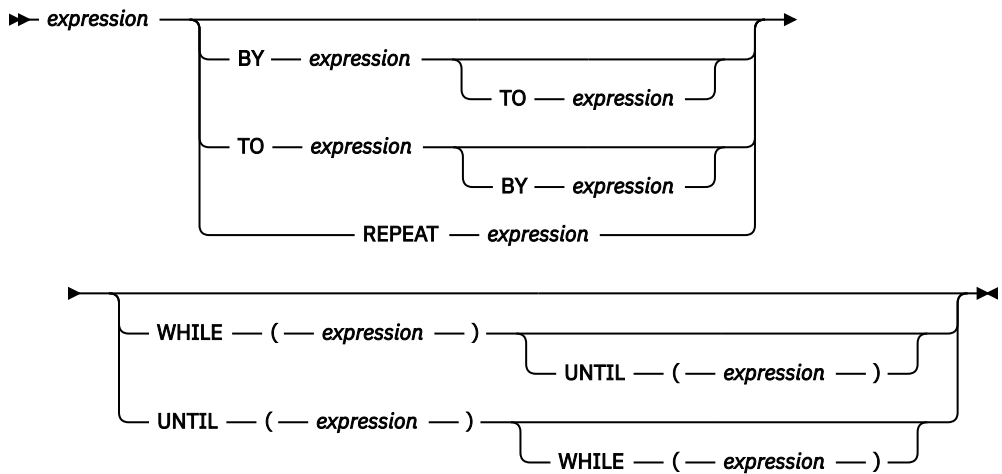 expression
BY expression
TO expression
TO expression
BY expression
REPEAT expression
WHILE ( expression )
UNTIL ( expression )
UNTIL ( expression )
WHILE ( expression )